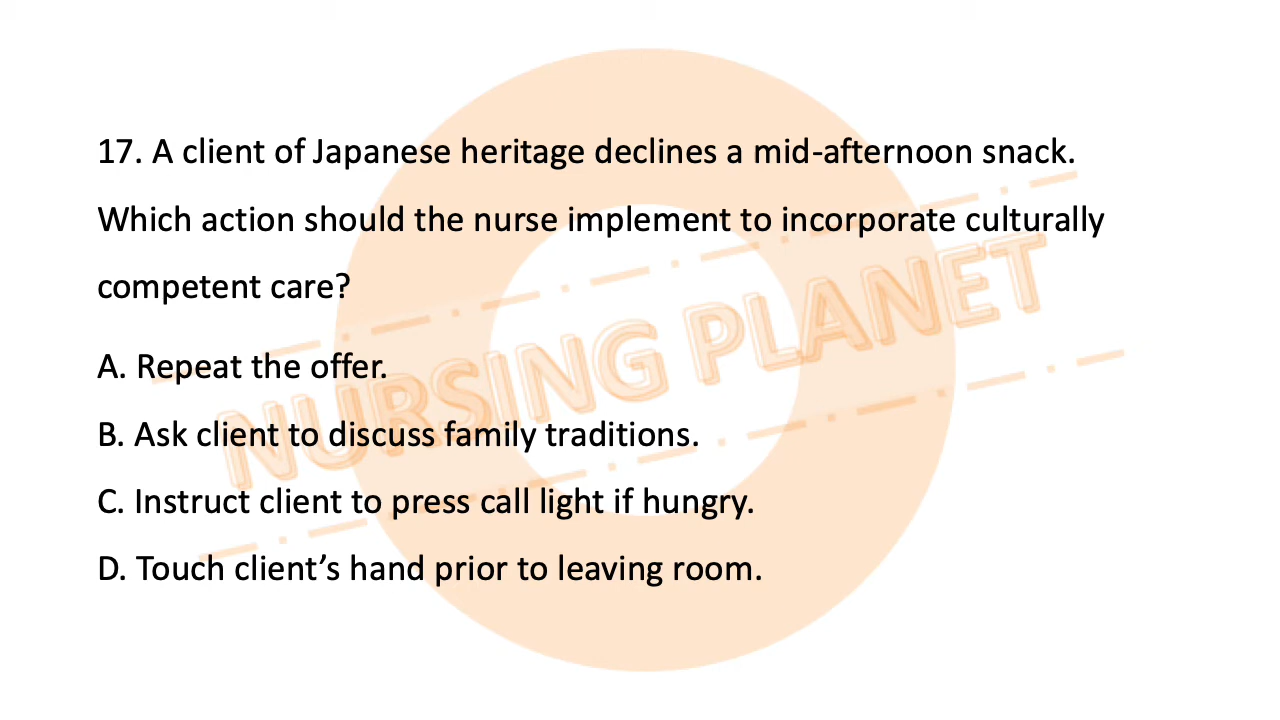 17. A client of Japanese heritage declines a mid-afternoon snack.
Which action should the nurse implement to incorporate culturally
competent care?
A. Repeat the offer.
B. Ask client to discuss family traditions.
C. Instruct client to press call light if hungry.
D. Touch client’s hand prior to leaving room.
NURSING PLANET